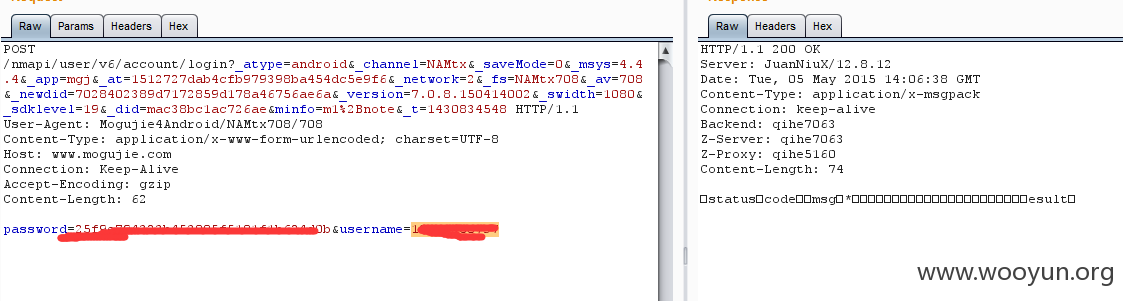 Raw Params Headers Hex
POST
/nmapi/user/v6/account/login?_atype=android&_channel=NAMtx&_saveMode=0&_msys=4.4
.4&_app=mgj&_at=1512727dab4cfb979398ba454dc5e9f6&_network=2&_fs=NAMtx708&_av=708
&_newdid=7028402389d7172859d178a46756ae6a&_version=7.0.8.150414002&_swidth=1080&
_sdklevel=19&_did=mac38bc1ac726ae&minfo=m1%2Bnote&_t=1430834548 HTTP/1.1
User-Agent: Mogujie4Android/NAMtx708/708
Content-Type: application/x-www-form-urlencoded; charset=UTF-8
Host: www.mogujie.com
Connection: Keep-Alive
Accept-Encoding: gzip
Content-Length: 62
password=&username=
Raw Headers Hex
HTTP/1.1 200 OK
Server: JuanNiuX/12.8.12
Date: Tue, 05 May 2015 14:06:38 GMT
Content-Type: application/x-msgpack
Connection: keep-alive
Backend: qihe7063
Z-Server: qihe7063
Z-Proxy: qihe5160
Content-Length: 74
status code msg * esult
www.wooyun.org